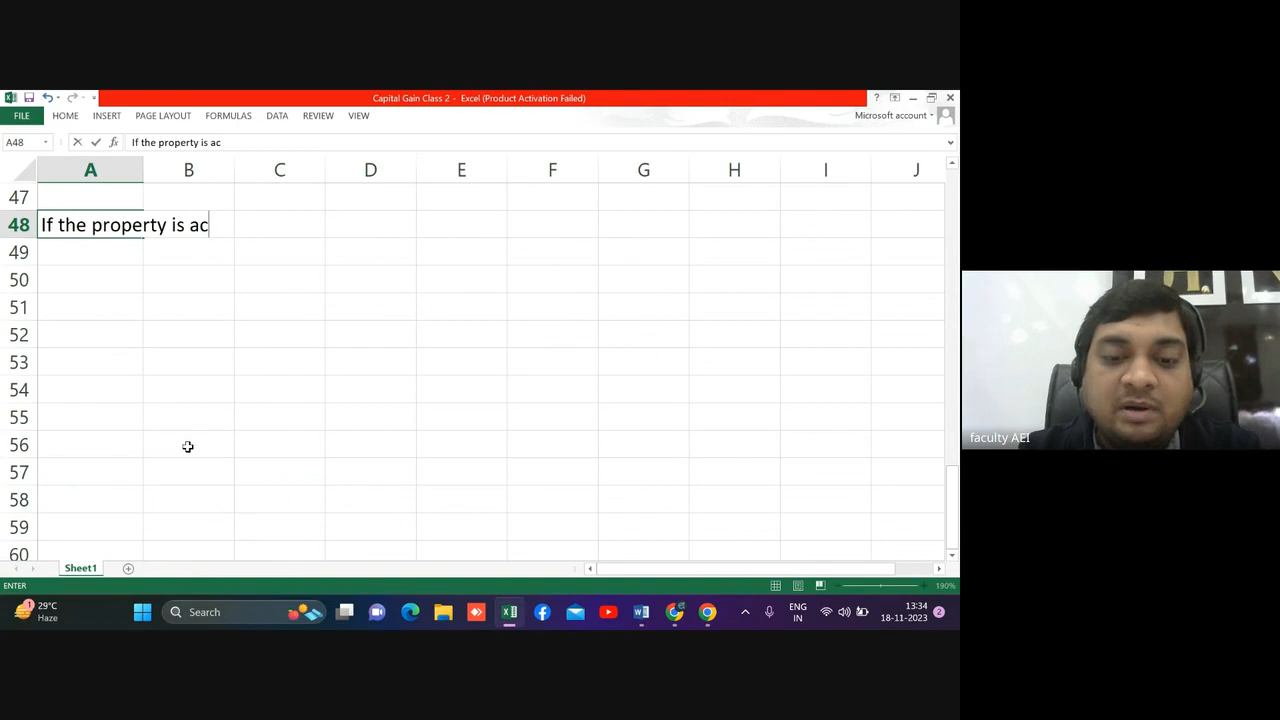 Capital Gain Class 2 - Excel (Product Activation Failed)
?
FILE HOME INSERT PAGE LAYOUT FORMULAS DATA REVIEW VIEW
Microsoft account
A48
fx
If the property is ac
A B C D E F G H I J
47
48 If the property is ac
49
50
51
52
53
54
55
56
57
58
59
60
faculty AEI
Sheet1
ENTER
190%
29°C
Haze
Search
ENG
IN
13:34
18-11-2023
2